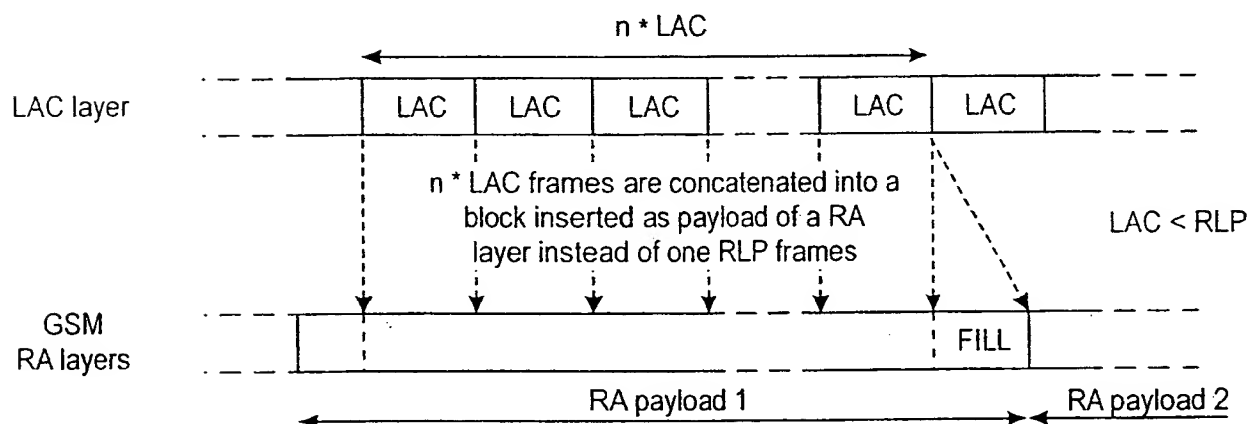 n * LAC
LAC layer
LAC LAC LAC LAC LAC
n * LAC frames are concatenated into a
block inserted as payload of a RA
layer instead of one RLP frames
LAC < RLP
GSM
RA layers
FILL
RA payload 1
RA payload 2